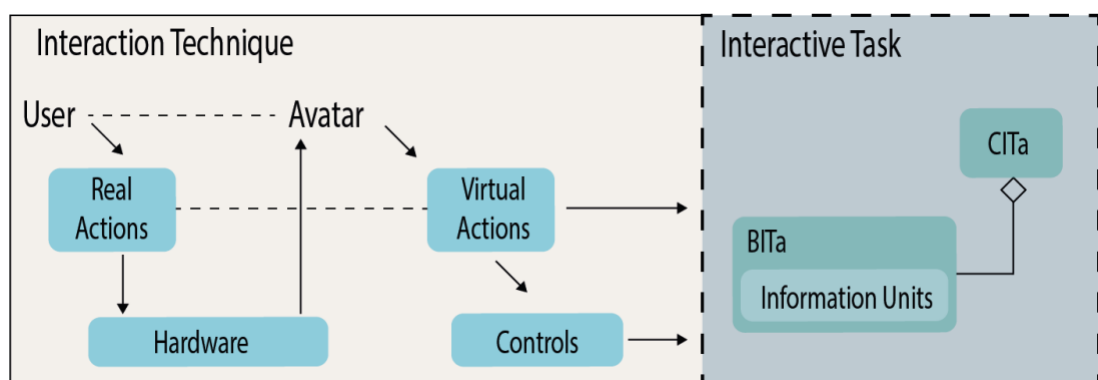 Interaction Technique
Interactive Task
User
Avatar
CITa
Real
Actions
Virtual
Actions
BITa
Information Units
Hardware
Controls